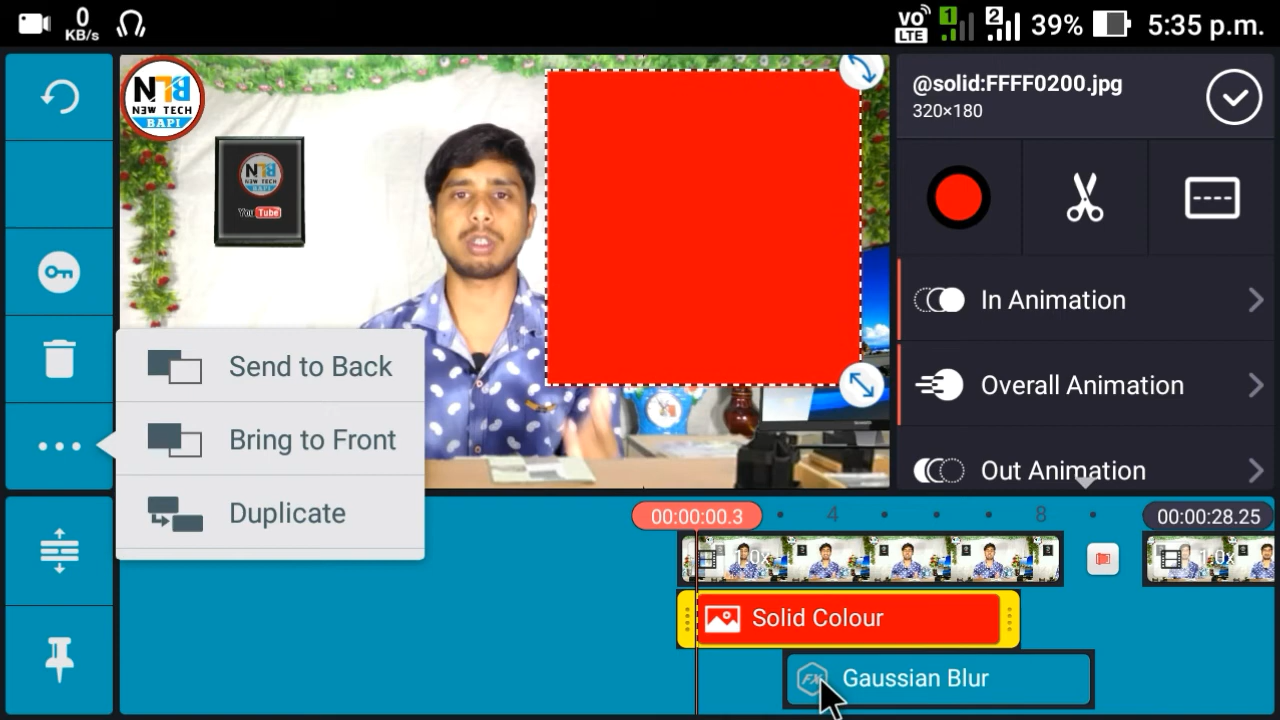 0
KB/s
VO
LTE
1
2
39%
5:35 p.m.
NTB
NEW TECH
BAPI
NTB
NEW TECH
BAPI
You Tube
@solid:FFFF0200.jpg
320×180
In Animation
Overall Animation
Out Animation
Send to Back
Bring to Front
Duplicate
00:00:00.3
4
8
00:00:28.25
1.0x
1.0x
Solid Colour
FX
Gaussian Blur